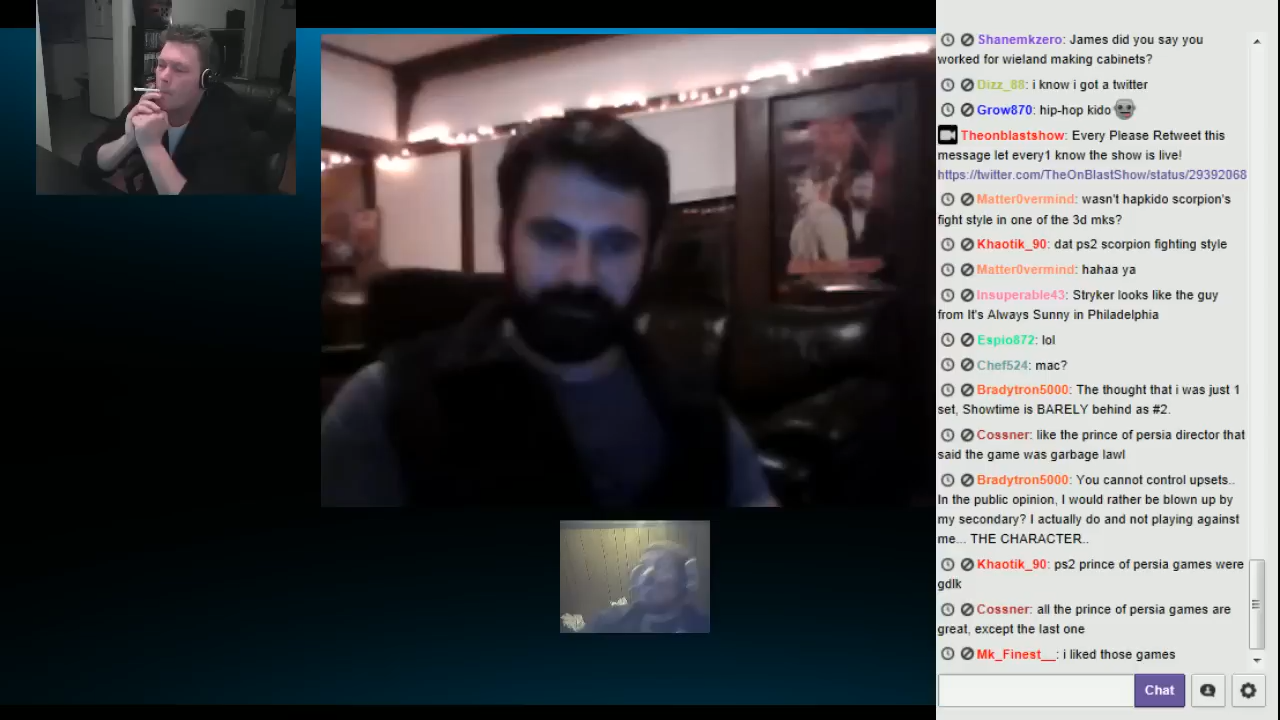 Shanemkzero: James did you say you
worked for wieland making cabinets?
Dizz_88: i know i got a twitter
Grow870: hip-hop kido
Theonblastshow: Every Please Retweet this
message let every1 know the show is live!
https://twitter.com/TheOnBlastShow/status/29392068
Matter0vermind: wasn't hapkido scorpion's
fight style in one of the 3d mks?
Khaotik_90: dat ps2 scorpion fighting style
Matter0vermind: hahaa ya
Insuperable43: Stryker looks like the guy
from It's Always Sunny in Philadelphia
Espio872: lol
Chef524: mac?
Bradytron5000: The thought that i was just 1
set, Showtime is BARELY behind as #2.
Cossner: like the prince of persia director that
said the game was garbage lawl
Bradytron5000: You cannot control upsets..
In the public opinion, I would rather be blown up by
my secondary? I actually do and not playing against
me... THE CHARACTER..
Khaotik_90: ps2 prince of persia games were
gdlk
Cossner: all the prince of persia games are
great, except the last one
Mk_Finest__: i liked those games
Chat